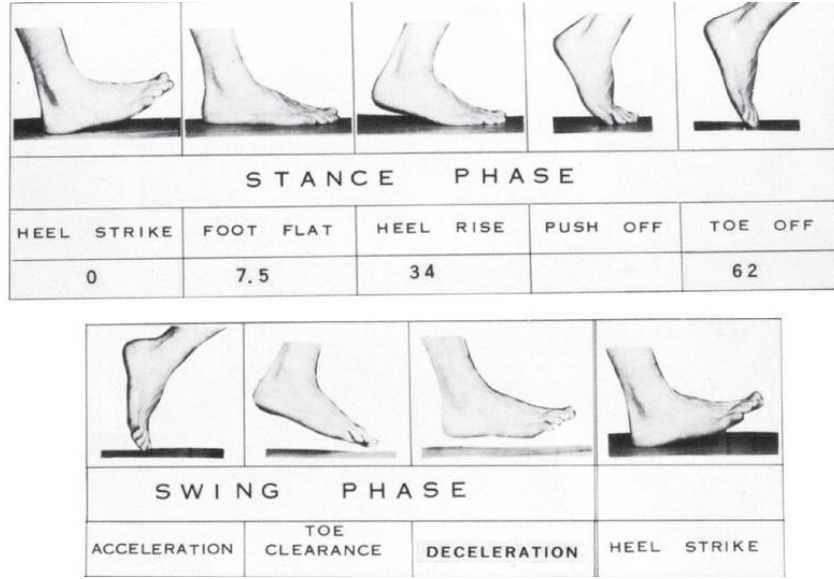 STANCE PHASE
HEEL STRIKE FOOT FLAT HEEL RISE PUSH OFF TOE OFF
0 7.5 34 62
SWING PHASE
ACCELERATION TOE CLEARANCE DECELERATION HEEL STRIKE